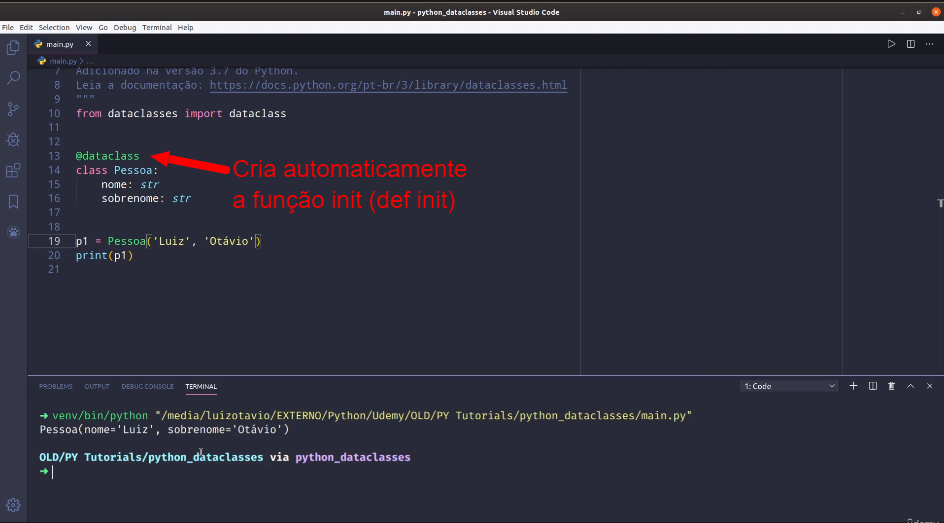 main.py - python_dataclasses - Visual Studio Code
File Edit Selection View Go Debug Terminal Help
main.py
main.py > ...
7 Adicionado na versão 3.7 do Python.
8 Leia a documentação: https://docs.python.org/pt-br/3/library/dataclasses.html
9 """
10 from dataclasses import dataclass
11
12
13 @dataclass
14 class Pessoa:
15 nome: str
16 sobrenome: str
17
18
19 p1 = Pessoa('Luiz', 'Otávio')
20 print(p1)
21
Cria automaticamente
a função init (def init)
PROBLEMS OUTPUT DEBUG CONSOLE TERMINAL 1: Code
➜ venv/bin/python "/media/luizotavio/EXTERNO/Python/Udemy/OLD/PY Tutorials/python_dataclasses/main.py"
Pessoa(nome='Luiz', sobrenome='Otávio')
OLD/PY Tutorials/python_dataclasses via python_dataclasses
➜